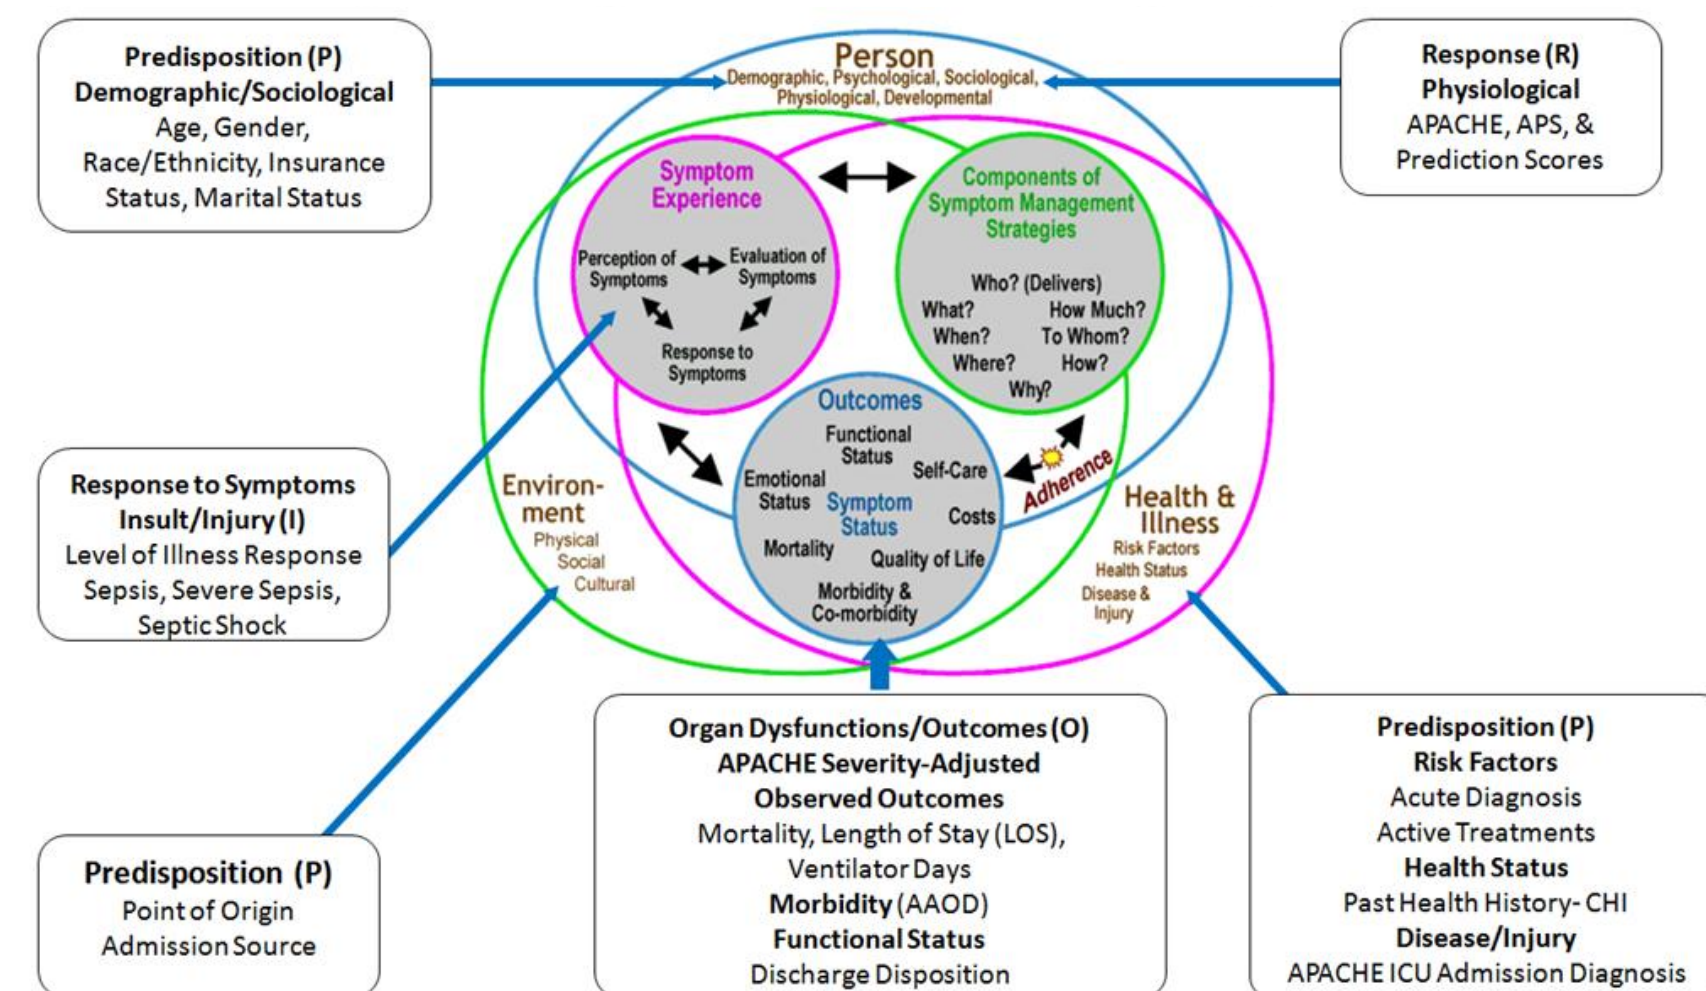 Predisposition (P)
Demographic/Sociological
Age, Gender,
Race/Ethnicity, Insurance
Status, Marital Status
Person
Demographic, Psychological, Sociological,
Physiological, Developmental
Response (R)
Physiological
APACHE, APS, &
Prediction Scores
Symptom
Experience
Perception of
Symptoms
Evaluation of
Symptoms
Response to
Symptoms
Components of
Symptom Management
Strategies
Who? (Delivers)
What?
How Much?
When?
To Whom?
Where?
How?
Why?
Outcomes
Functional
Status
Emotional
Status
Self-Care
Symptom
Status
Costs
Mortality
Quality of Life
Morbidity &
Co-morbidity
Adherence
Environ-
ment
Physical
Social
Cultural
Health &
Illness
Risk Factors
Health Status
Disease &
Injury
Response to Symptoms
Insult/Injury (I)
Level of Illness Response
Sepsis, Severe Sepsis,
Septic Shock
Predisposition (P)
Point of Origin
Admission Source
Organ Dysfunctions/Outcomes (O)
APACHE Severity-Adjusted
Observed Outcomes
Mortality, Length of Stay (LOS),
Ventilator Days
Morbidity (AAOD)
Functional Status
Discharge Disposition
Predisposition (P)
Risk Factors
Acute Diagnosis
Active Treatments
Health Status
Past Health History- CHI
Disease/Injury
APACHE ICU Admission Diagnosis